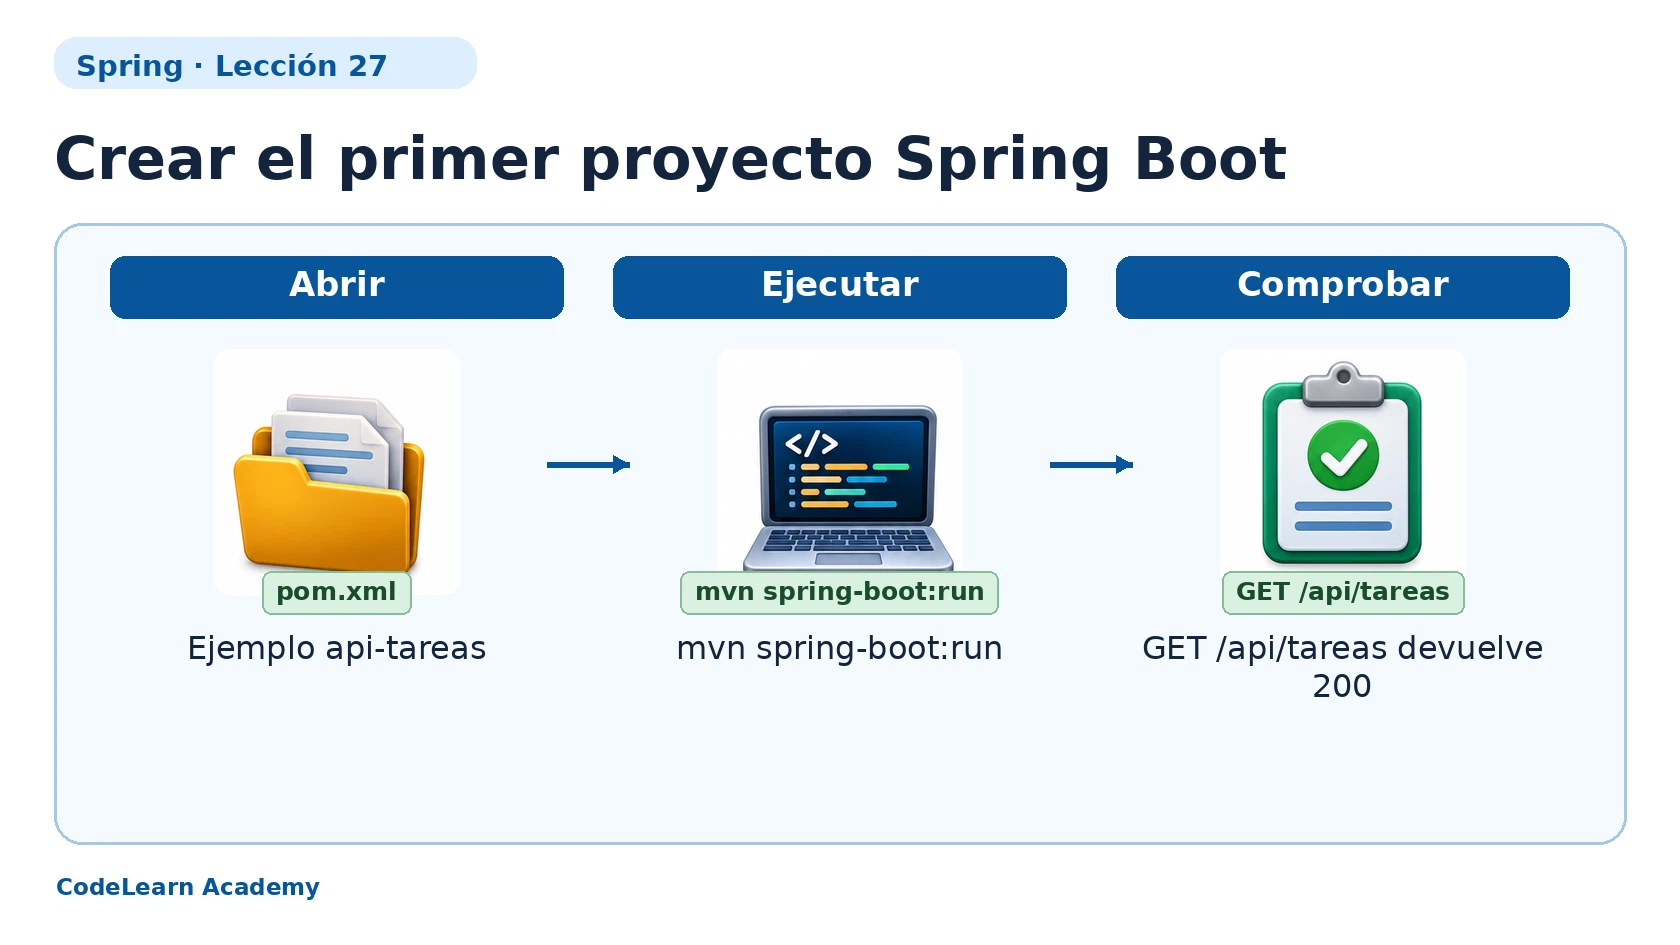 Spring · Lección 27
Crear el primer proyecto Spring Boot
Abrir
Ejecutar
Comprobar
</>
pom.xml
mvn spring-boot:run
GET /api/tareas
Ejemplo api-tareas
mvn spring-boot:run
GET /api/tareas devuelve
200
CodeLearn Academy